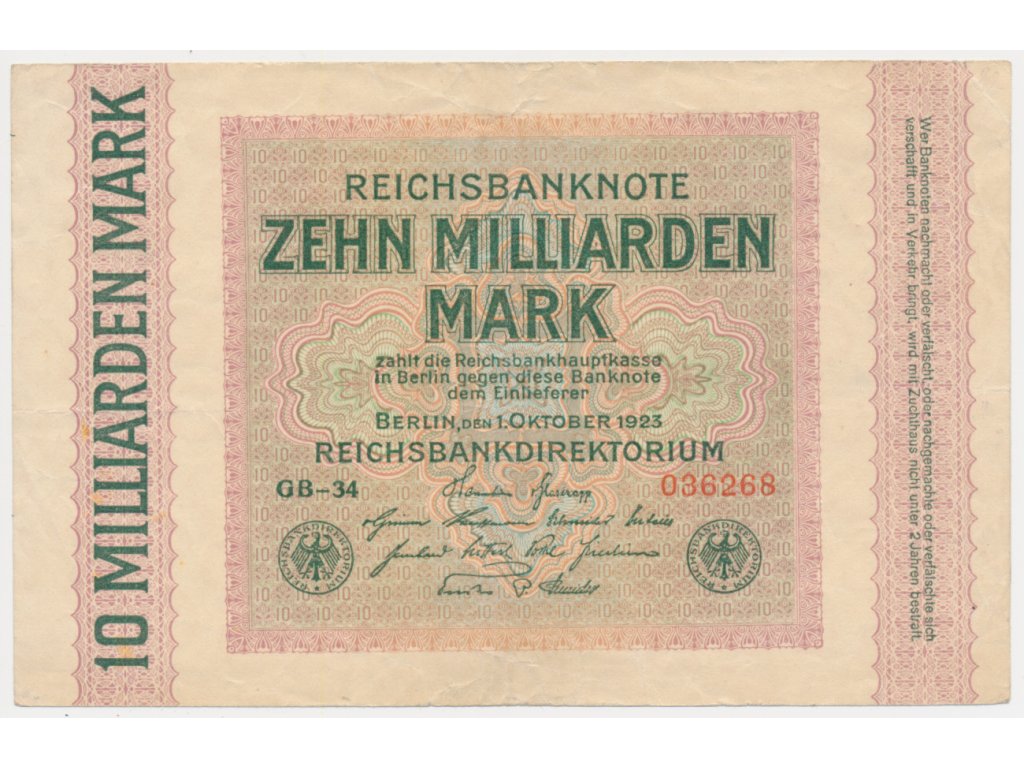 10 MILLIARDEN MARK
REICHSBANKNOTE
ZEHN MILLIARDEN
MARK
zahlt die Reichsbankhauptkasse
in Berlin gegen diese Banknote
dem Einlieferer
BERLIN, DEN 1. OKTOBER 1923
REICHSBANKDIREKTORIUM
GB-34
036268
REICHSBANKDIREKTORIUM
REICHSBANKDIREKTORIUM
Wer Banknoten nachmacht oder verfälscht, oder nachgemachte oder verfälschte sich
verschafft und in Verkehr bringt, wird mit Zuchthaus nicht unter 2 Jahren bestraft.